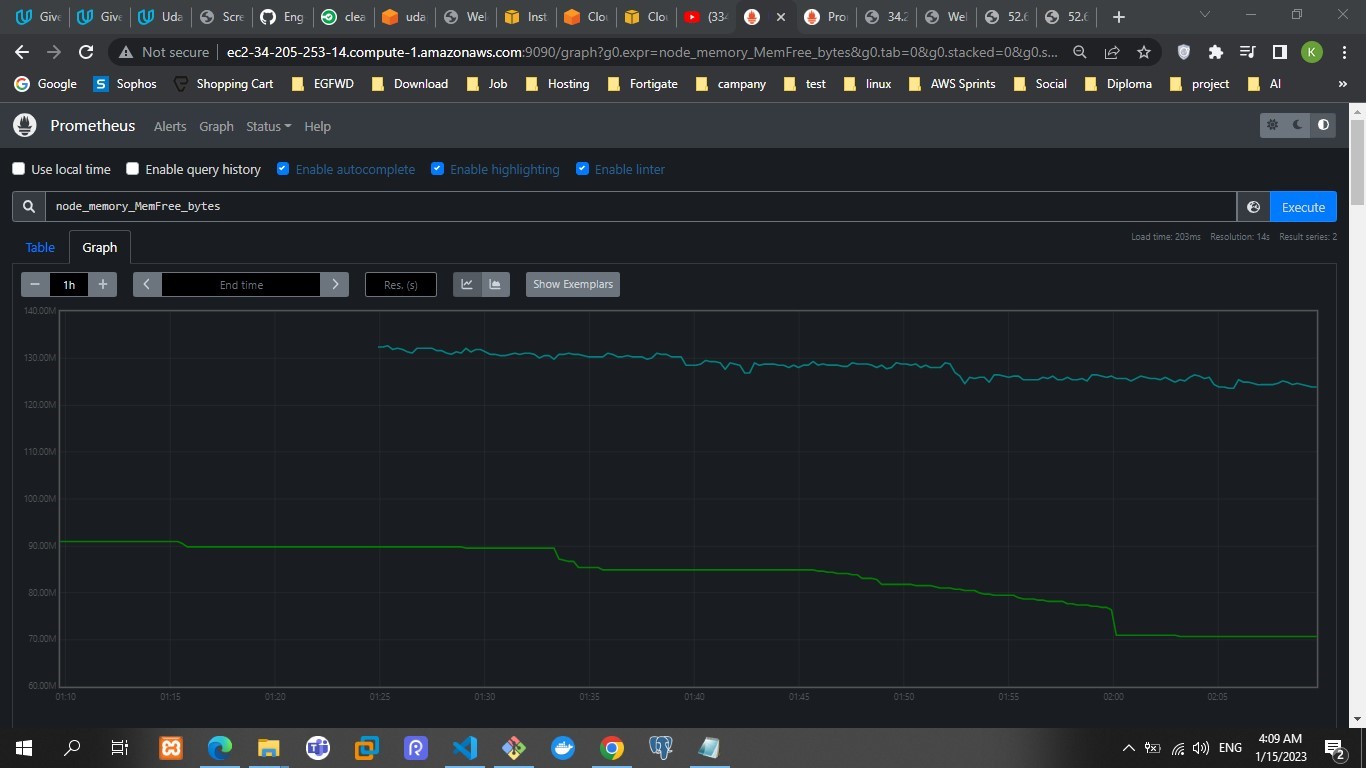 Give Give Uda Scre Eng clea uda Wel Inst Clou Clou (334 Pro 34.2 Wel 52.6 52.6
Not secure ec2-34-205-253-14.compute-1.amazonaws.com:9090/graph?g0.expr=node_memory_MemFree_bytes&g0.tab=0&g0.stacked=0&g0.s... K
Google Sophos Shopping Cart EGFWD Download Job Hosting Fortigate campany test linux AWS Sprints Social Diploma project AI »
Prometheus Alerts Graph Status Help
Use local time Enable query history Enable autocomplete Enable highlighting Enable linter
node_memory_MemFree_bytes Execute
Table Graph Load time: 203ms Resolution: 14s Result series: 2
− 1h + End time Res. (s) Show Exemplars
140.00M
130.00M
120.00M
110.00M
100.00M
90.00M
80.00M
70.00M
60.00M
01:10 01:15 01:20 01:25 01:30 01:35 01:40 01:45 01:50 01:55 02:00 02:05
ENG 4:09 AM
1/15/2023 2